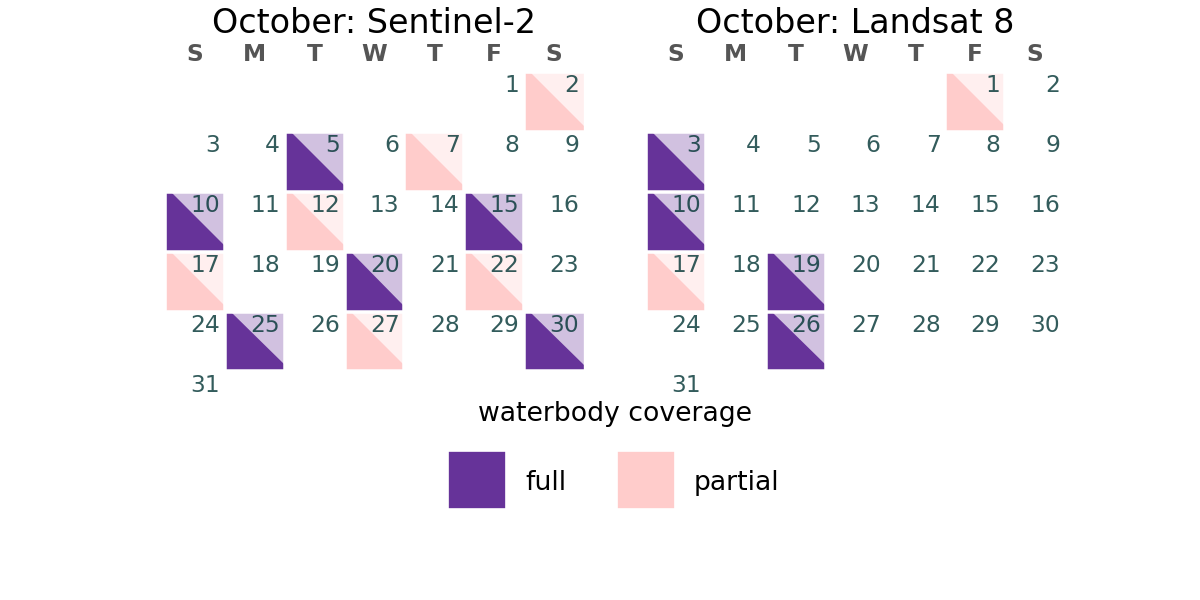 October: Sentinel-2
S M T W T F S
1 2
3 4 5 6 7 8 9
10 11 12 13 14 15 16
17 18 19 20 21 22 23
24 25 26 27 28 29 30
31
October: Landsat 8
S M T W T F S
1 2
3 4 5 6 7 8 9
10 11 12 13 14 15 16
17 18 19 20 21 22 23
24 25 26 27 28 29 30
31
waterbody coverage
full partial